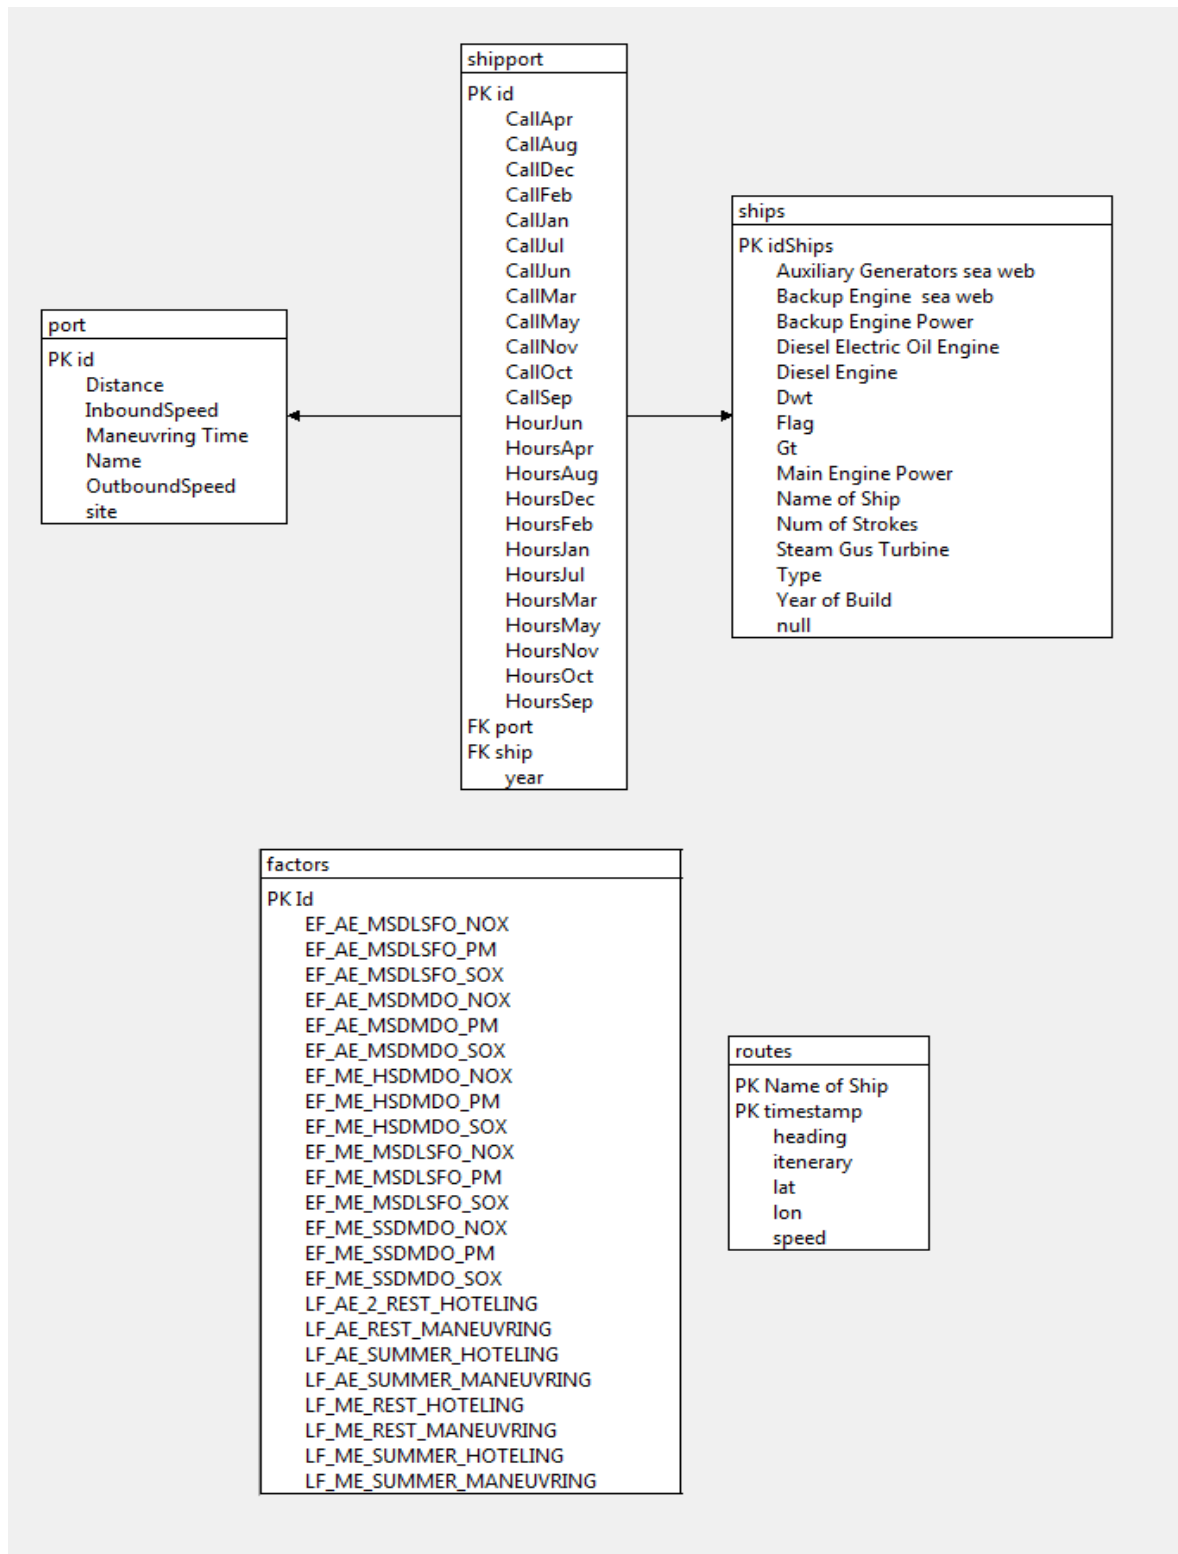 shipport
PK id
CallApr
CallAug
CallDec
CallFeb
CallJan
CallJul
CallJun
CallMar
CallMay
CallNov
CallOct
CallSep
HourJun
HoursApr
HoursAug
HoursDec
HoursFeb
HoursJan
HoursJul
HoursMar
HoursMay
HoursNov
HoursOct
HoursSep
FK port
FK ship
year
port
PK id
Distance
InboundSpeed
Maneuvring Time
Name
OutboundSpeed
site
ships
PK idShips
Auxiliary Generators sea web
Backup Engine  sea web
Backup Engine Power
Diesel Electric Oil Engine
Diesel Engine
Dwt
Flag
Gt
Main Engine Power
Name of Ship
Num of Strokes
Steam Gus Turbine
Type
Year of Build
null
factors
PK Id
EF_AE_MSDLSFO_NOX
EF_AE_MSDLSFO_PM
EF_AE_MSDLSFO_SOX
EF_AE_MSDMDO_NOX
EF_AE_MSDMDO_PM
EF_AE_MSDMDO_SOX
EF_ME_HSDMDO_NOX
EF_ME_HSDMDO_PM
EF_ME_HSDMDO_SOX
EF_ME_MSDLSFO_NOX
EF_ME_MSDLSFO_PM
EF_ME_MSDLSFO_SOX
EF_ME_SSDMDO_NOX
EF_ME_SSDMDO_PM
EF_ME_SSDMDO_SOX
LF_AE_2_REST_HOTELING
LF_AE_REST_MANEUVRING
LF_AE_SUMMER_HOTELING
LF_AE_SUMMER_MANEUVRING
LF_ME_REST_HOTELING
LF_ME_REST_MANEUVRING
LF_ME_SUMMER_HOTELING
LF_ME_SUMMER_MANEUVRING
routes
PK Name of Ship
PK timestamp
heading
itenerary
lat
lon
speed